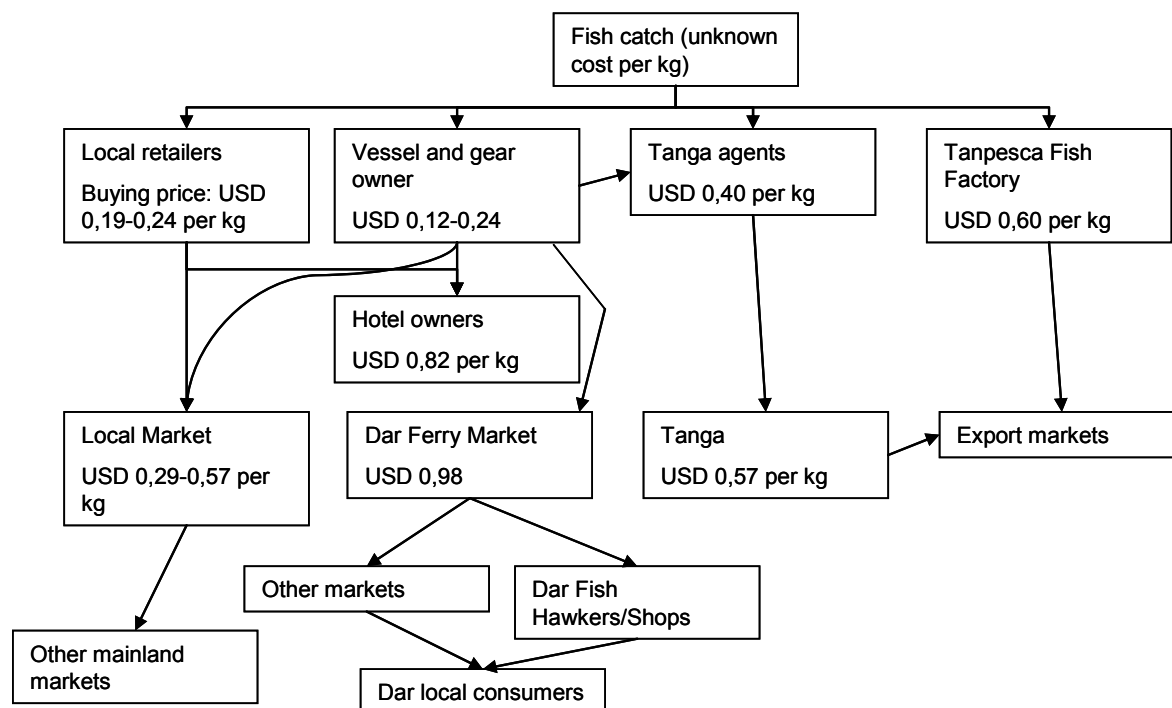 Fish catch (unknown
cost per kg)
Local retailers
Buying price: USD
0,19-0,24 per kg
Vessel and gear
owner
USD 0,12-0,24
Tanga agents
USD 0,40 per kg
Tanpesca Fish
Factory
USD 0,60 per kg
Hotel owners
USD 0,82 per kg
Local Market
USD 0,29-0,57 per
kg
Dar Ferry Market
USD 0,98
Tanga
USD 0,57 per kg
Export markets
Other markets
Dar Fish
Hawkers/Shops
Other mainland
markets
Dar local consumers